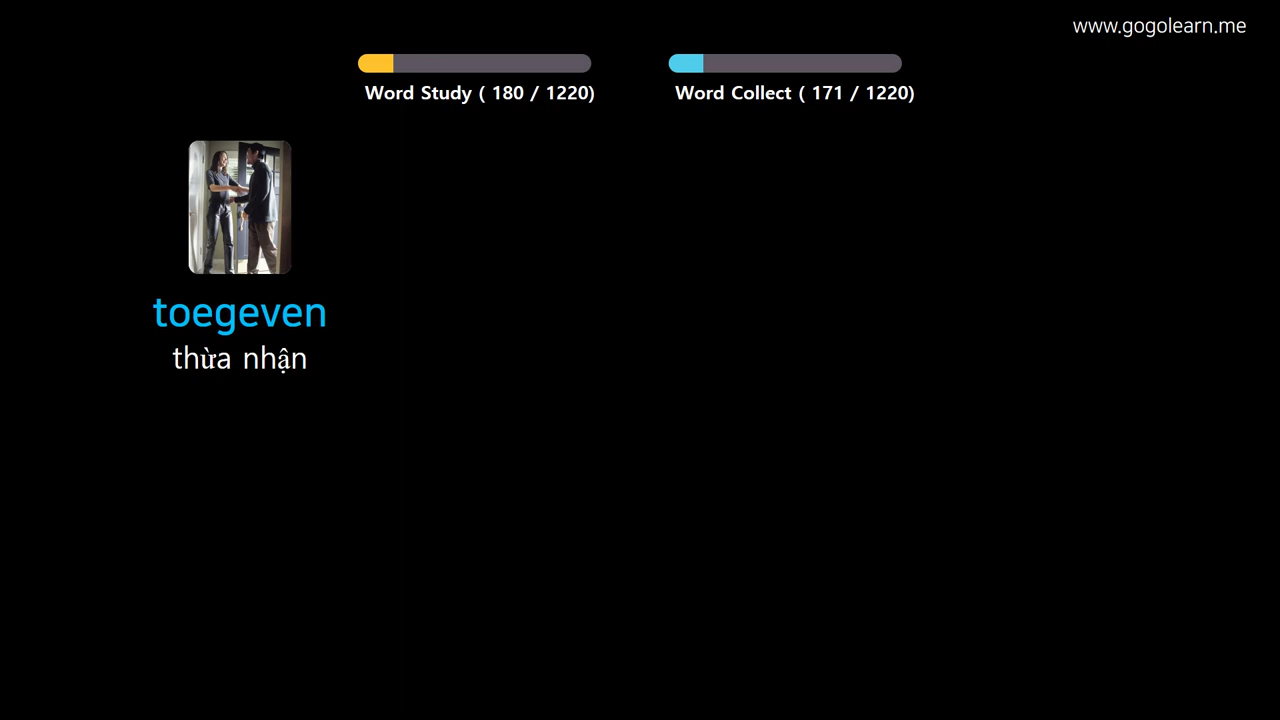 www.gogolearn.me
Word Study ( 180 / 1220)
Word Collect ( 171 / 1220)
toegeven
thừa nhận